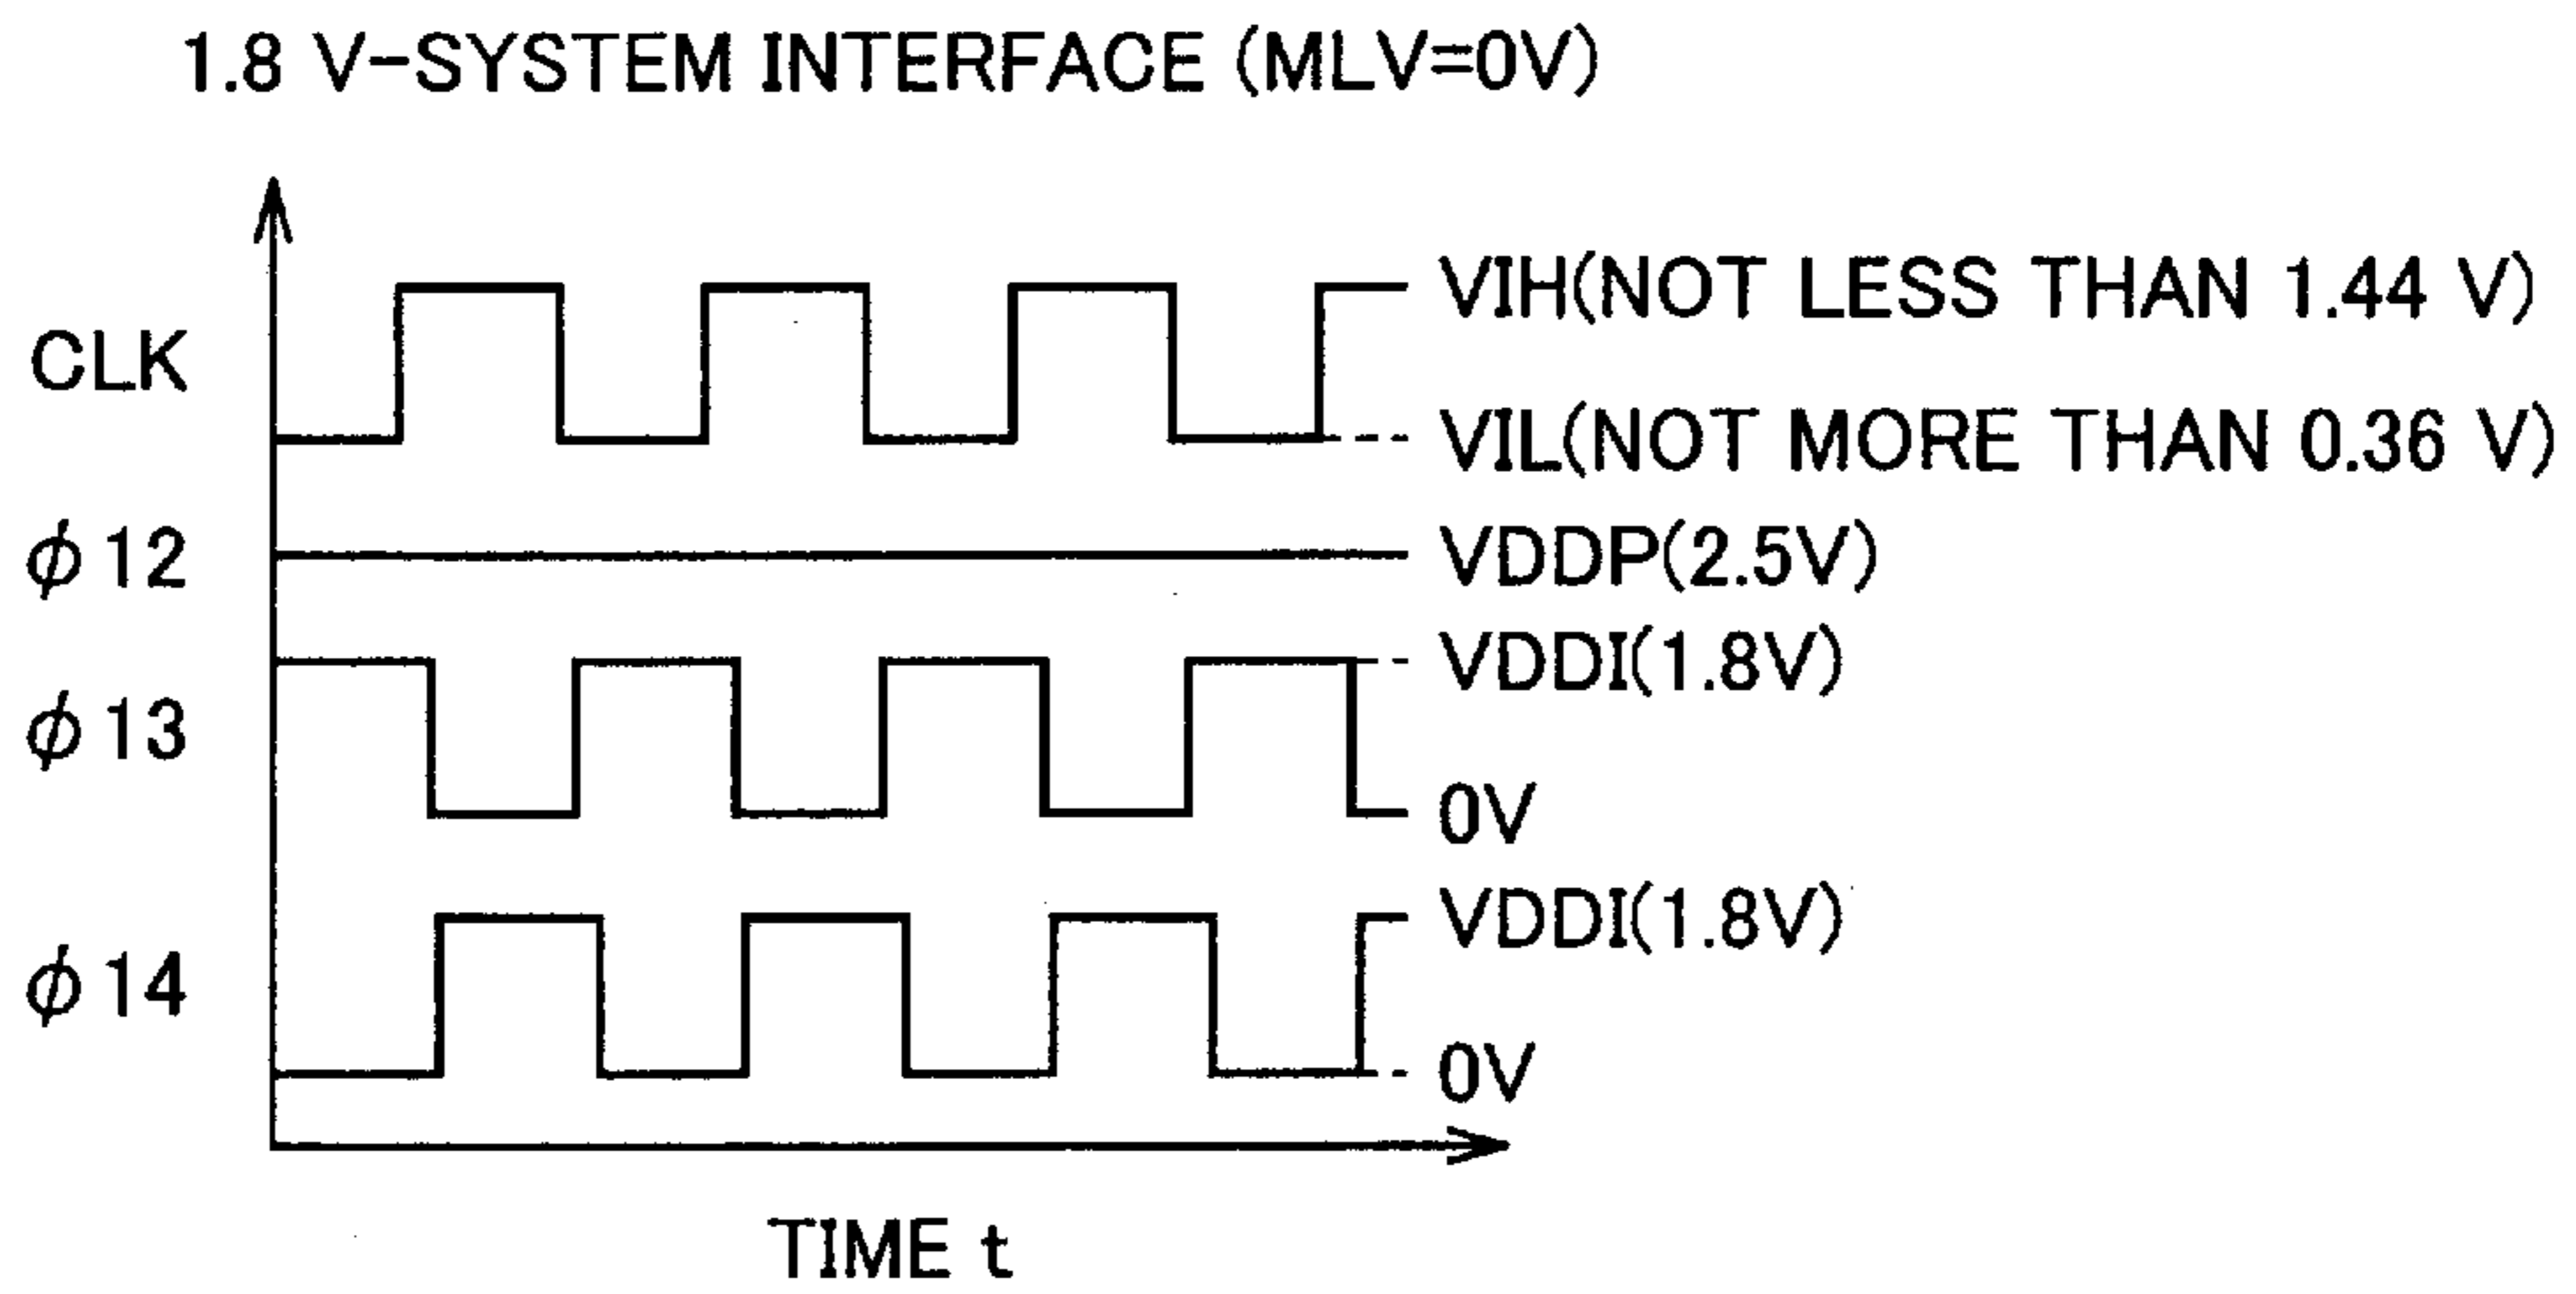 1.8 V-SYSTEM INTERFACE (MLV=0V)
VIH(NOT LESS THAN 1.44 V)
CLK
VIL(NOT MORE THAN 0.36 V)
ϕ12
VDDP(2.5V)
VDDI(1.8V)
ϕ13
0V
VDDI(1.8V)
ϕ14
0V
TIME t